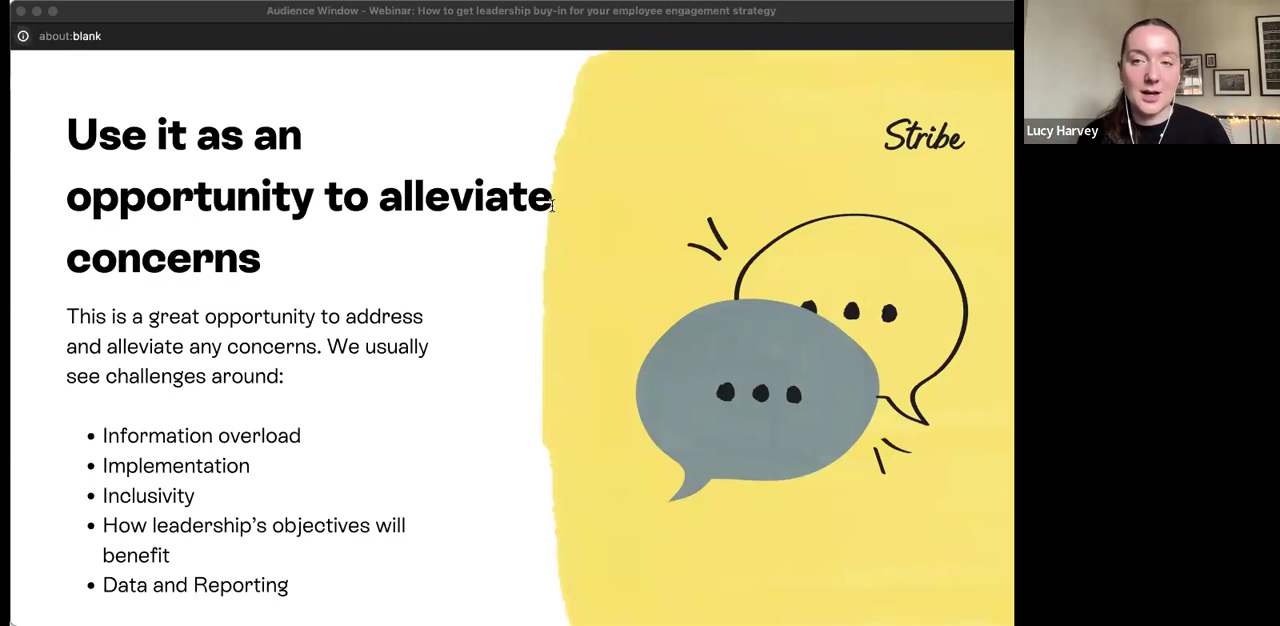 Audience Window - Webinar: How to get leadership buy-in for your employee engagement strategy
about:blank
Use it as an
opportunity to alleviate
concerns
This is a great opportunity to address
and alleviate any concerns. We usually
see challenges around:
• Information overload
• Implementation
• Inclusivity
• How leadership's objectives will
benefit
• Data and Reporting
Stribe
Lucy Harvey